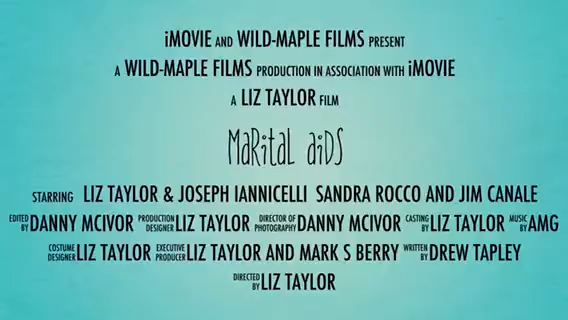 iMOVIE AND WILD-MAPLE FILMS PRESENT
A WILD-MAPLE FILMS PRODUCTION IN ASSOCIATION WITH iMOVIE
A LIZ TAYLOR FILM
MaRitaL aiDS
STARRING LIZ TAYLOR & JOSEPH IANNICELLI SANDRA ROCCO AND JIM CANALE
EDITED BY DANNY MCIVOR PRODUCTION DESIGNER LIZ TAYLOR DIRECTOR OF PHOTOGRAPHY DANNY MCIVOR CASTING BY LIZ TAYLOR MUSIC BY AMG
COSTUME DESIGNER LIZ TAYLOR EXECUTIVE PRODUCER LIZ TAYLOR AND MARK S BERRY WRITTEN BY DREW TAPLEY
DIRECTED BY LIZ TAYLOR